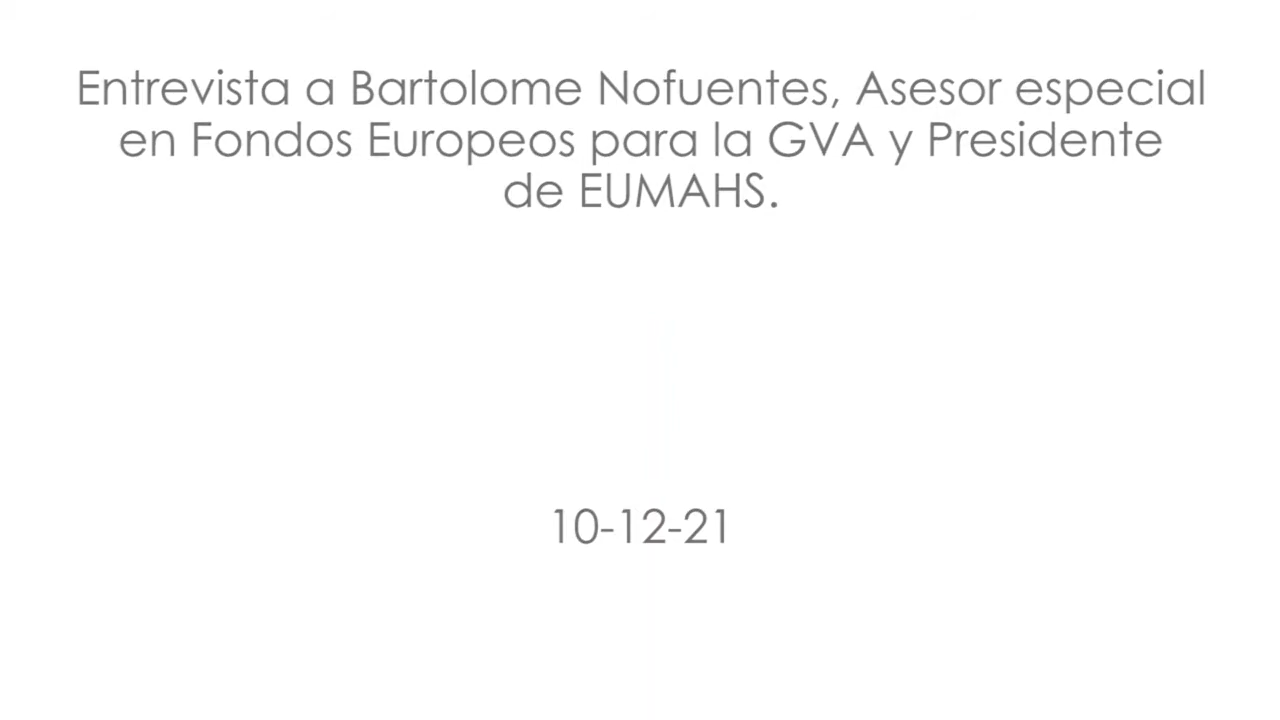 Entrevista a Bartolome Nofuentes, Asesor especial
en Fondos Europeos para la GVA y Presidente
de EUMAHS.
10-12-21